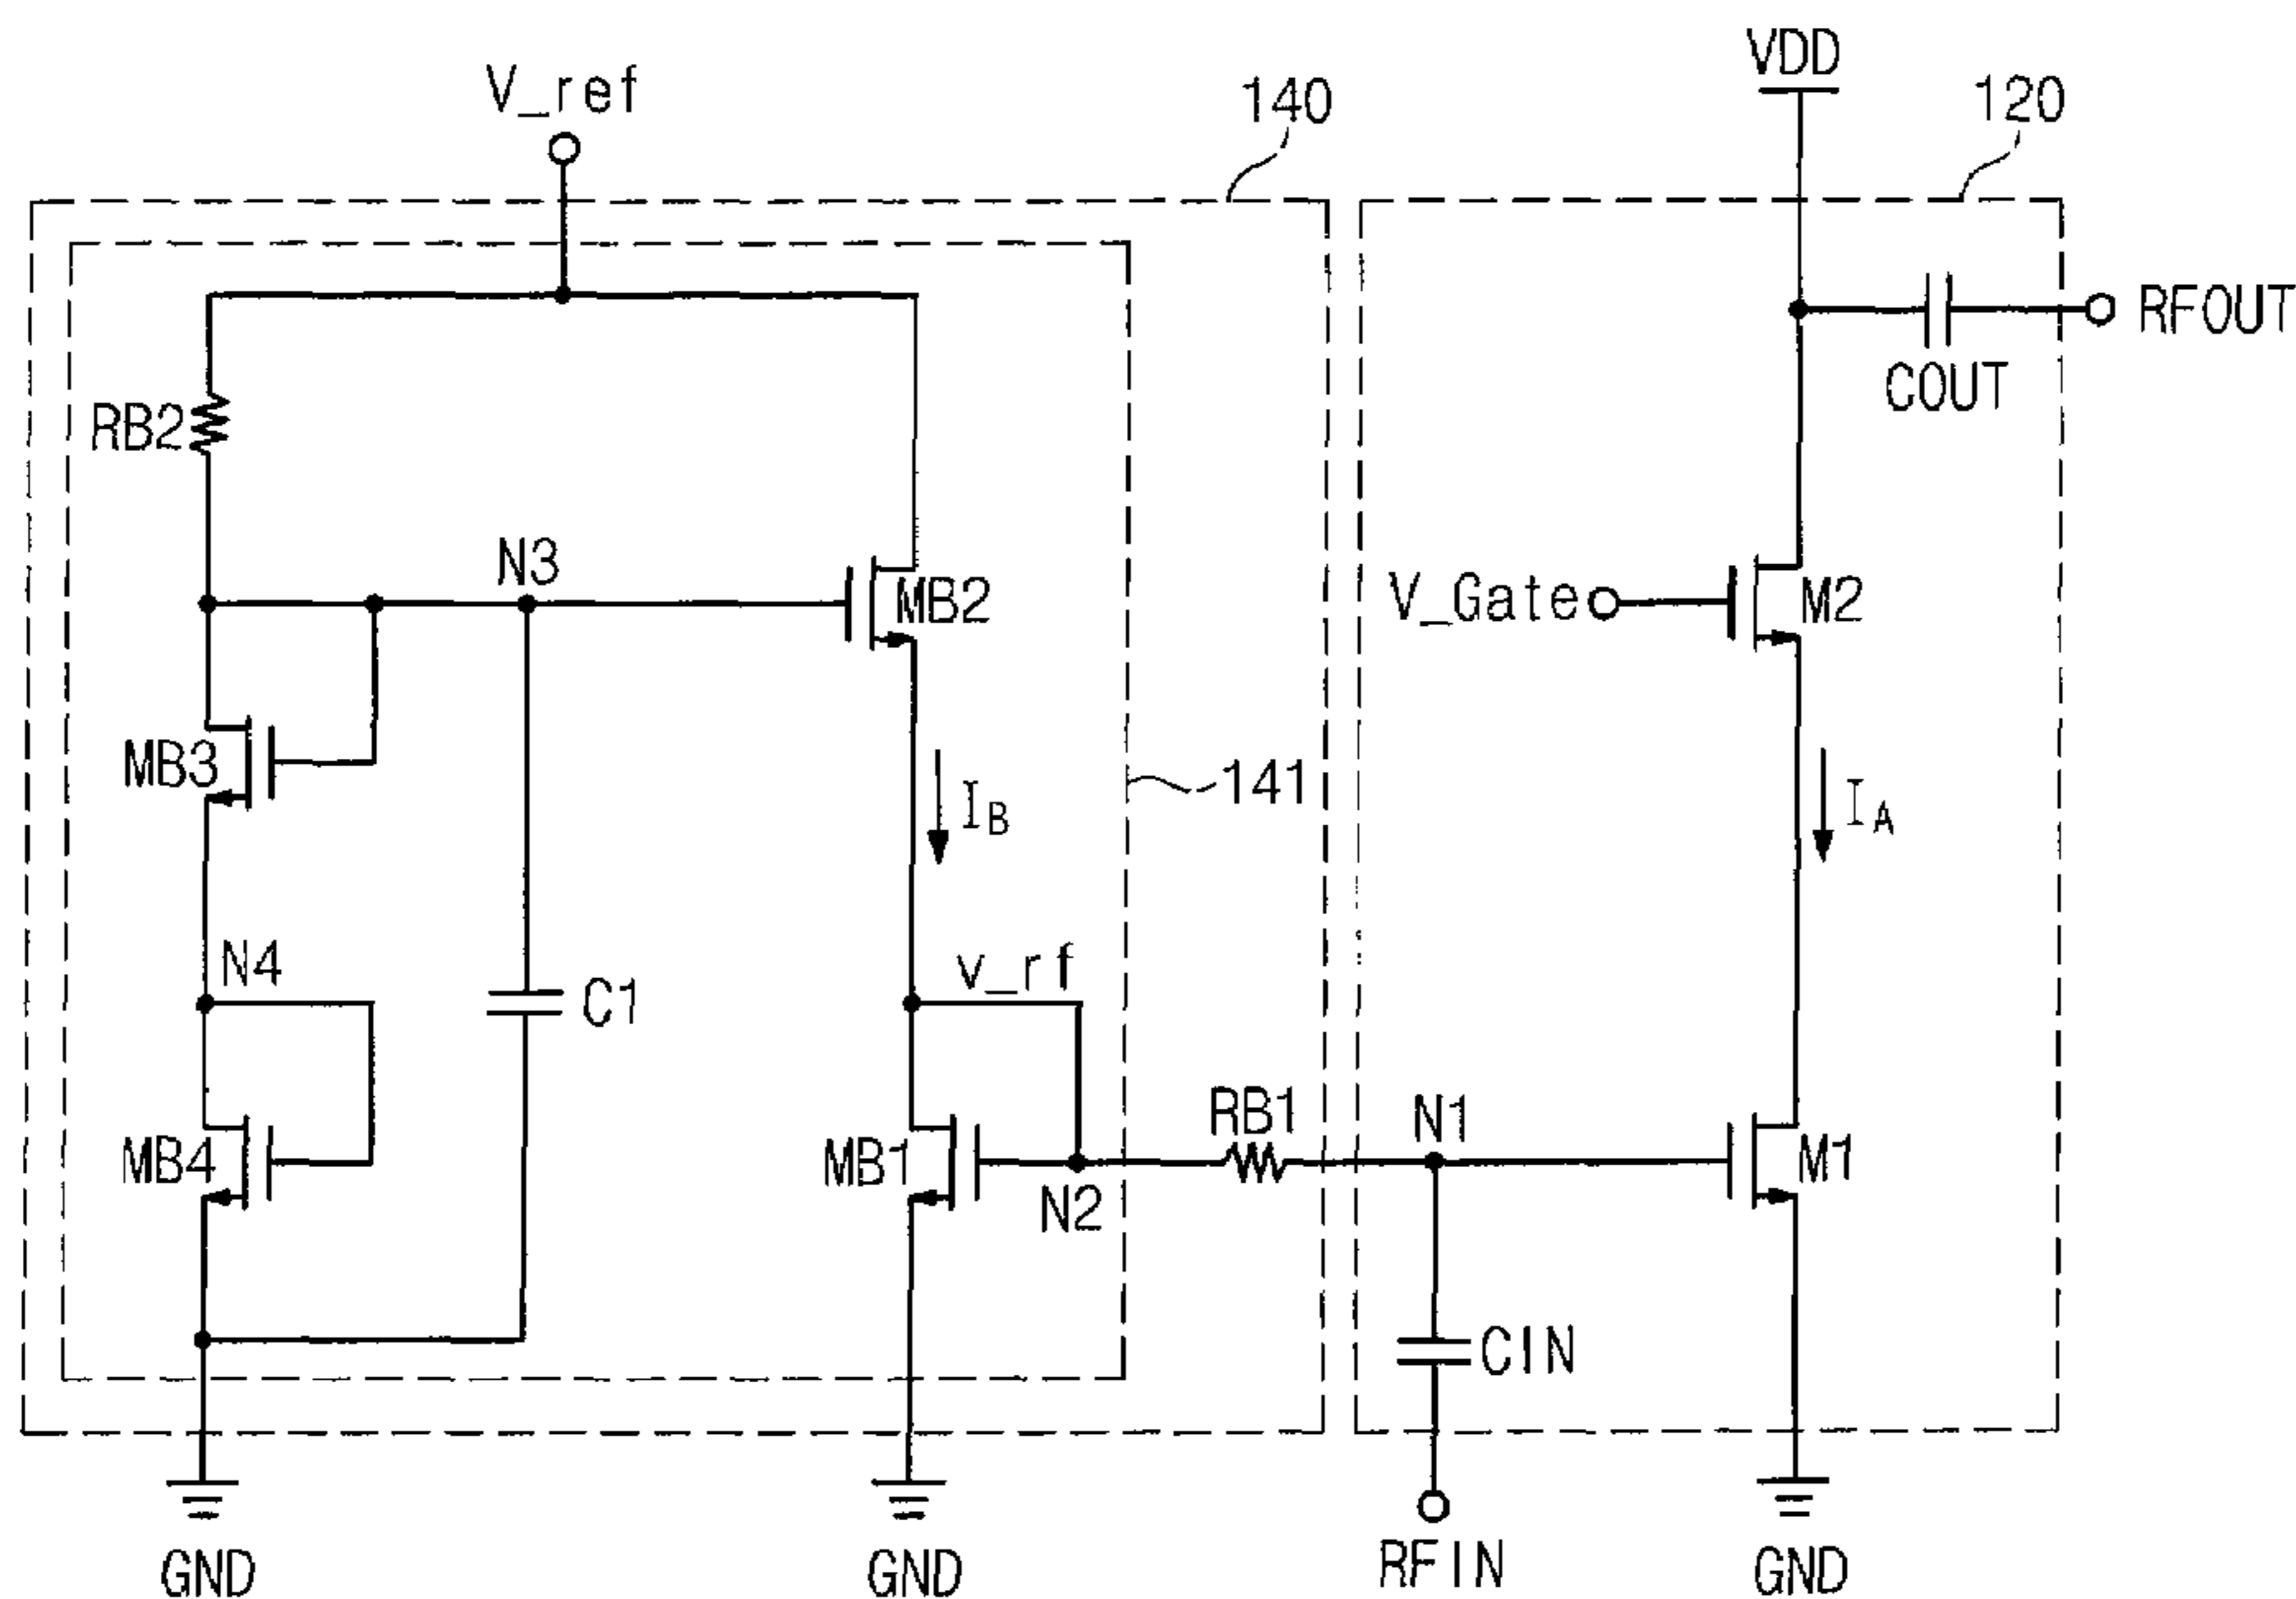 VDD
V_ref
140
120
RFOUT
COUT
RB2
N3
MB2
V_Gate
M2
MB3
141
I_B
I_A
N4
v_rf
C1
RB1
N1
MB4
MB1
M1
N2
CIN
GND
GND
RFIN
GND